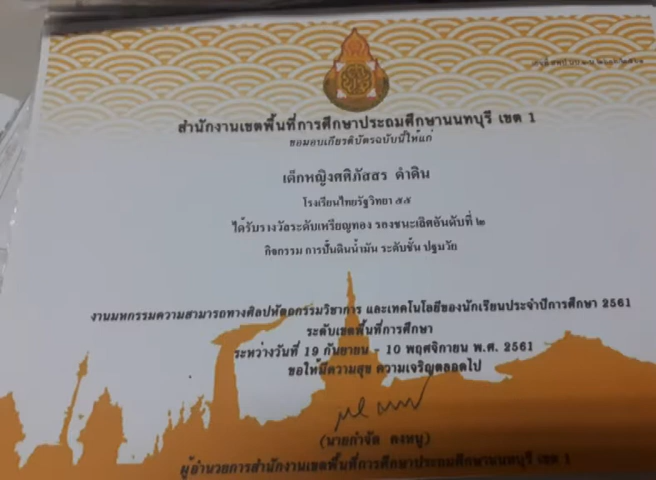 สำนักงานเขตพื้นที่การศึกษาประถมศึกษานนทบุรี เขต 1
ขอมอบเกียรติบัตรฉบับนี้ให้แก่
เด็กหญิงศศิภัสสร ดำดิน
โรงเรียนไทยรัฐวิทยา ๕๕
ได้รับรางวัลระดับเหรียญทอง รองชนะเลิศอันดับที่ ๒
กิจกรรม การปั้นดินน้ำมัน ระดับชั้น ปฐมวัย
งานมหกรรมความสามารถทางศิลปหัตถกรรมวิชาการ และเทคโนโลยีของนักเรียนประจำปีการศึกษา 2561
ระดับเขตพื้นที่การศึกษา
ระหว่างวันที่ 19 กันยายน - 10 พฤศจิกายน พ.ศ. 2561
ขอให้มีความสุข ความเจริญตลอดไป
(นายกำจัด คงหนู)
ผู้อำนวยการสำนักงานเขตพื้นที่การศึกษาประถมศึกษานนทบุรี เขต 1